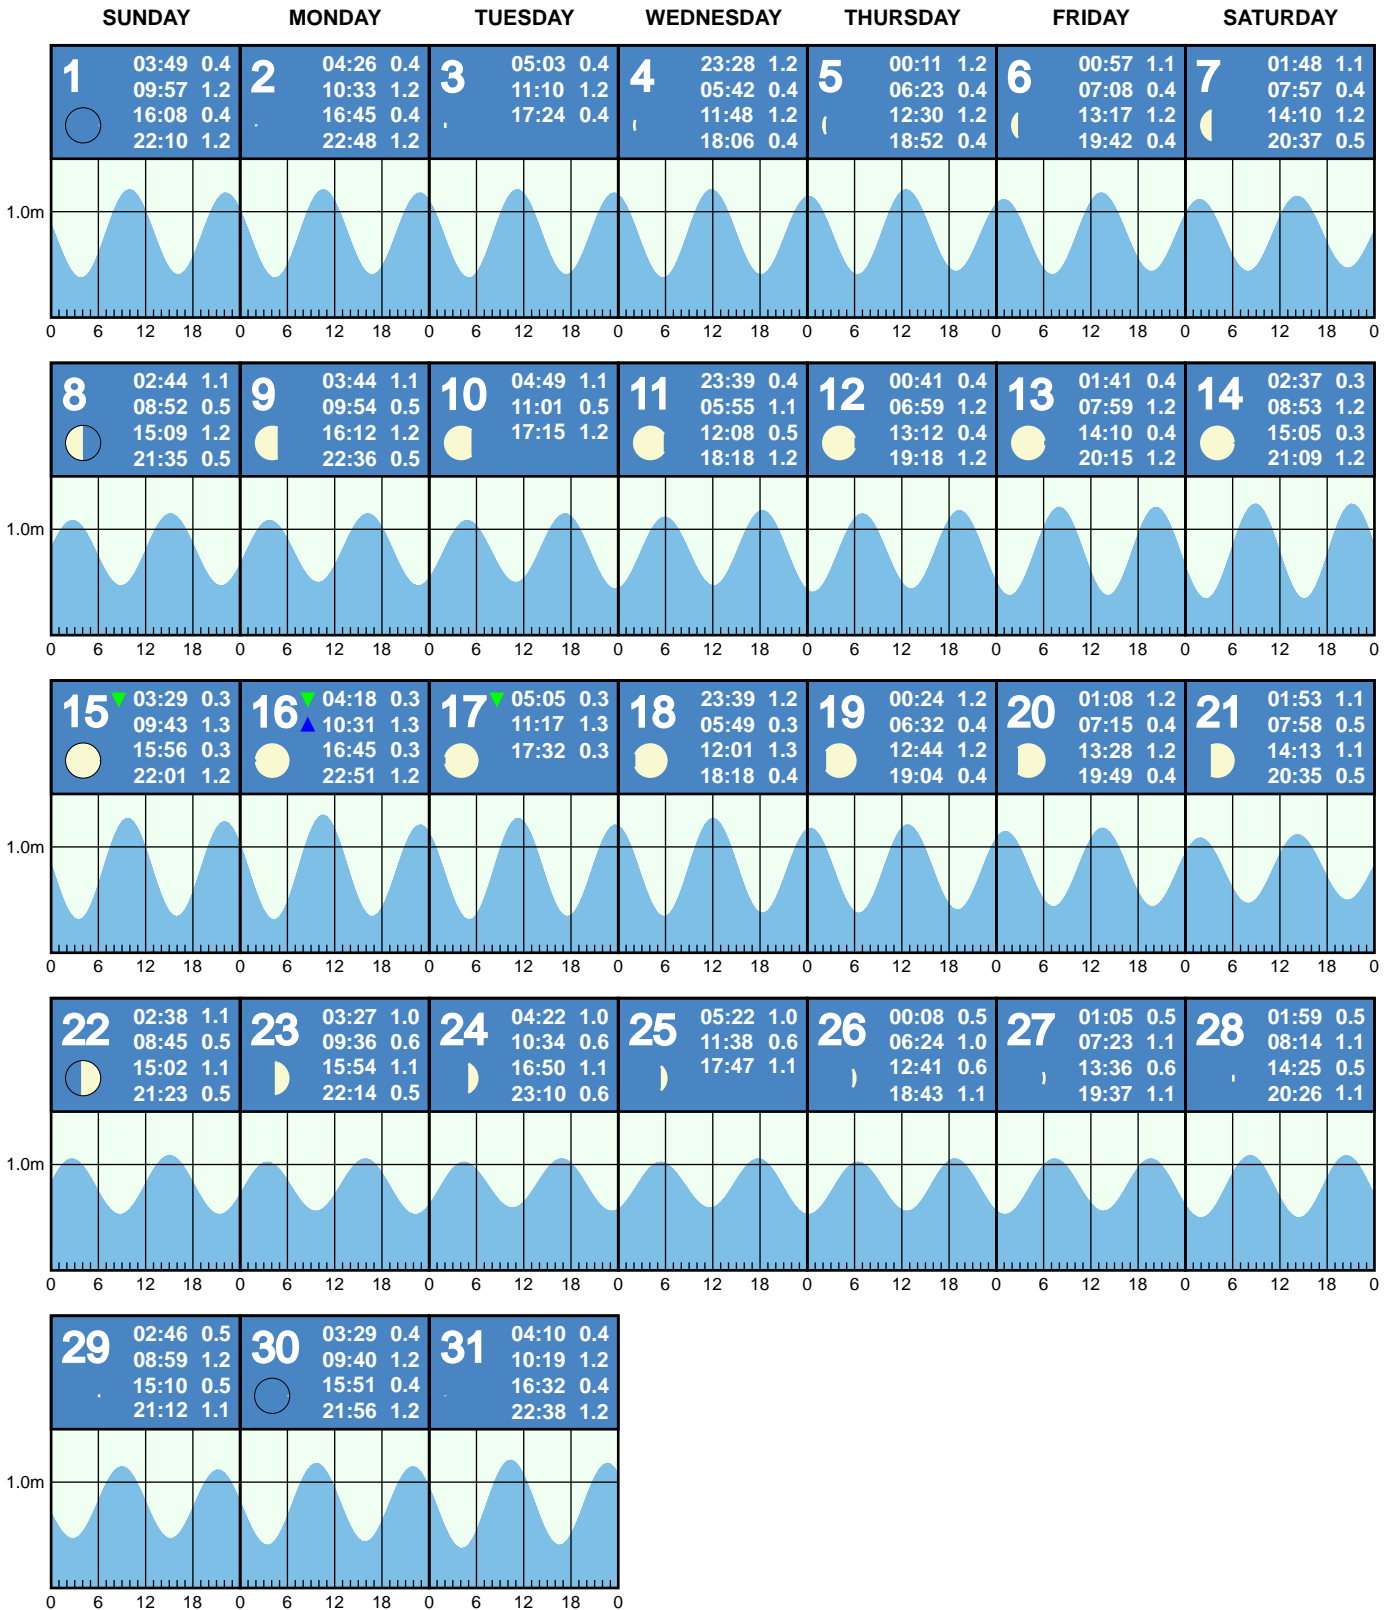 SUNDAY MONDAY TUESDAY WEDNESDAY THURSDAY FRIDAY SATURDAY
1 03:49 0.4
09:57 1.2
16:08 0.4
22:10 1.2
2 04:26 0.4
10:33 1.2
16:45 0.4
22:48 1.2
3 05:03 0.4
11:10 1.2
17:24 0.4
4 23:28 1.2
05:42 0.4
11:48 1.2
18:06 0.4
5 00:11 1.2
06:23 0.4
12:30 1.2
18:52 0.4
6 00:57 1.1
07:08 0.4
13:17 1.2
19:42 0.4
7 01:48 1.1
07:57 0.4
14:10 1.2
20:37 0.5
1.0m
0 6 12 18 0 6 12 18 0 6 12 18 0 6 12 18 0 6 12 18 0 6 12 18 0 6 12 18 0
8 02:44 1.1
08:52 0.5
15:09 1.2
21:35 0.5
9 03:44 1.1
09:54 0.5
16:12 1.2
22:36 0.5
10 04:49 1.1
11:01 0.5
17:15 1.2
11 23:39 0.4
05:55 1.1
12:08 0.5
18:18 1.2
12 00:41 0.4
06:59 1.2
13:12 0.4
19:18 1.2
13 01:41 0.4
07:59 1.2
14:10 0.4
20:15 1.2
14 02:37 0.3
08:53 1.2
15:05 0.3
21:09 1.2
1.0m
0 6 12 18 0 6 12 18 0 6 12 18 0 6 12 18 0 6 12 18 0 6 12 18 0 6 12 18 0
15 03:29 0.3
09:43 1.3
15:56 0.3
22:01 1.2
16 04:18 0.3
10:31 1.3
16:45 0.3
22:51 1.2
17 05:05 0.3
11:17 1.3
17:32 0.3
18 23:39 1.2
05:49 0.3
12:01 1.3
18:18 0.4
19 00:24 1.2
06:32 0.4
12:44 1.2
19:04 0.4
20 01:08 1.2
07:15 0.4
13:28 1.2
19:49 0.4
21 01:53 1.1
07:58 0.5
14:13 1.1
20:35 0.5
1.0m
0 6 12 18 0 6 12 18 0 6 12 18 0 6 12 18 0 6 12 18 0 6 12 18 0 6 12 18 0
22 02:38 1.1
08:45 0.5
15:02 1.1
21:23 0.5
23 03:27 1.0
09:36 0.6
15:54 1.1
22:14 0.5
24 04:22 1.0
10:34 0.6
16:50 1.1
23:10 0.6
25 05:22 1.0
11:38 0.6
17:47 1.1
26 00:08 0.5
06:24 1.0
12:41 0.6
18:43 1.1
27 01:05 0.5
07:23 1.1
13:36 0.6
19:37 1.1
28 01:59 0.5
08:14 1.1
14:25 0.5
20:26 1.1
1.0m
0 6 12 18 0 6 12 18 0 6 12 18 0 6 12 18 0 6 12 18 0 6 12 18 0 6 12 18 0
29 02:46 0.5
08:59 1.2
15:10 0.5
21:12 1.1
30 03:29 0.4
09:40 1.2
15:51 0.4
21:56 1.2
31 04:10 0.4
10:19 1.2
16:32 0.4
22:38 1.2
1.0m
0 6 12 18 0 6 12 18 0 6 12 18 0